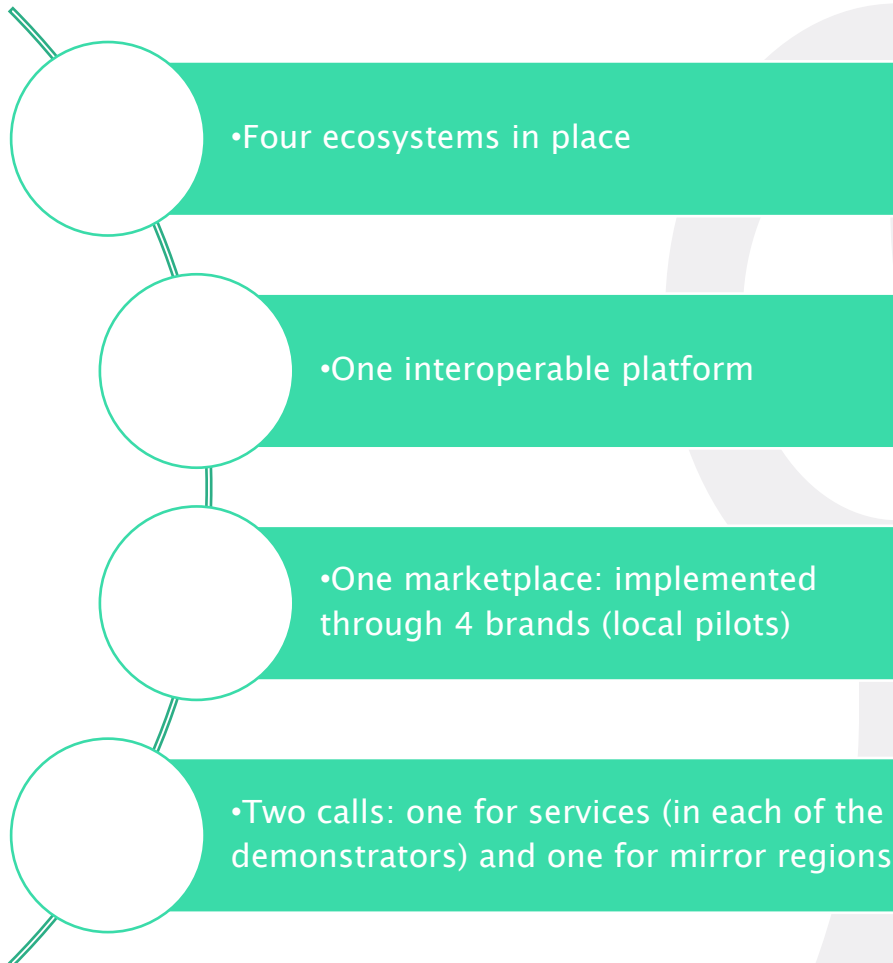 •Four ecosystems in place
•One interoperable platform
•One marketplace: implemented
through 4 brands (local pilots)
•Two calls: one for services (in each of the
demonstrators) and one for mirror regions